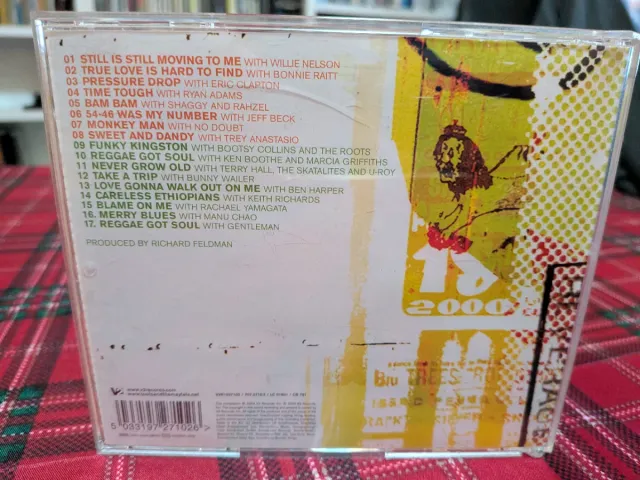 01 STILL IS STILL MOVING TO ME WITH WILLIE NELSON
02 TRUE LOVE IS HARD TO FIND WITH BONNIE RAITT
03 PRESSURE DROP WITH ERIC CLAPTON
04 TIME TOUGH WITH RYAN ADAMS
05 BAM BAM WITH SHAGGY AND RAHZEL
06 54-46 WAS MY NUMBER WITH JEFF BECK
07 MONKEY MAN WITH NO DOUBT
08 SWEET AND DANDY WITH TREY ANASTASIO
09 FUNKY KINGSTON WITH BOOTSY COLLINS AND THE ROOTS
10 REGGAE GOT SOUL WITH KEN BOOTHE AND MARCIA GRIFFITHS
11 NEVER GROW OLD WITH TERRY HALL, THE SKATALITES AND U-ROY
12 TAKE A TRIP WITH BUNNY WAILER
13 LOVE GONNA WALK OUT ON ME WITH BEN HARPER
14 CARELESS ETHIOPIANS WITH KEITH RICHARDS
15 BLAME ON ME WITH RACHAEL YAMAGATA
16. MERRY BLUES WITH MANU CHAO
17. REGGAE GOT SOUL WITH GENTLEMAN
PRODUCED BY RICHARD FELDMAN
15
2000
TREES
5 033197 271026 >